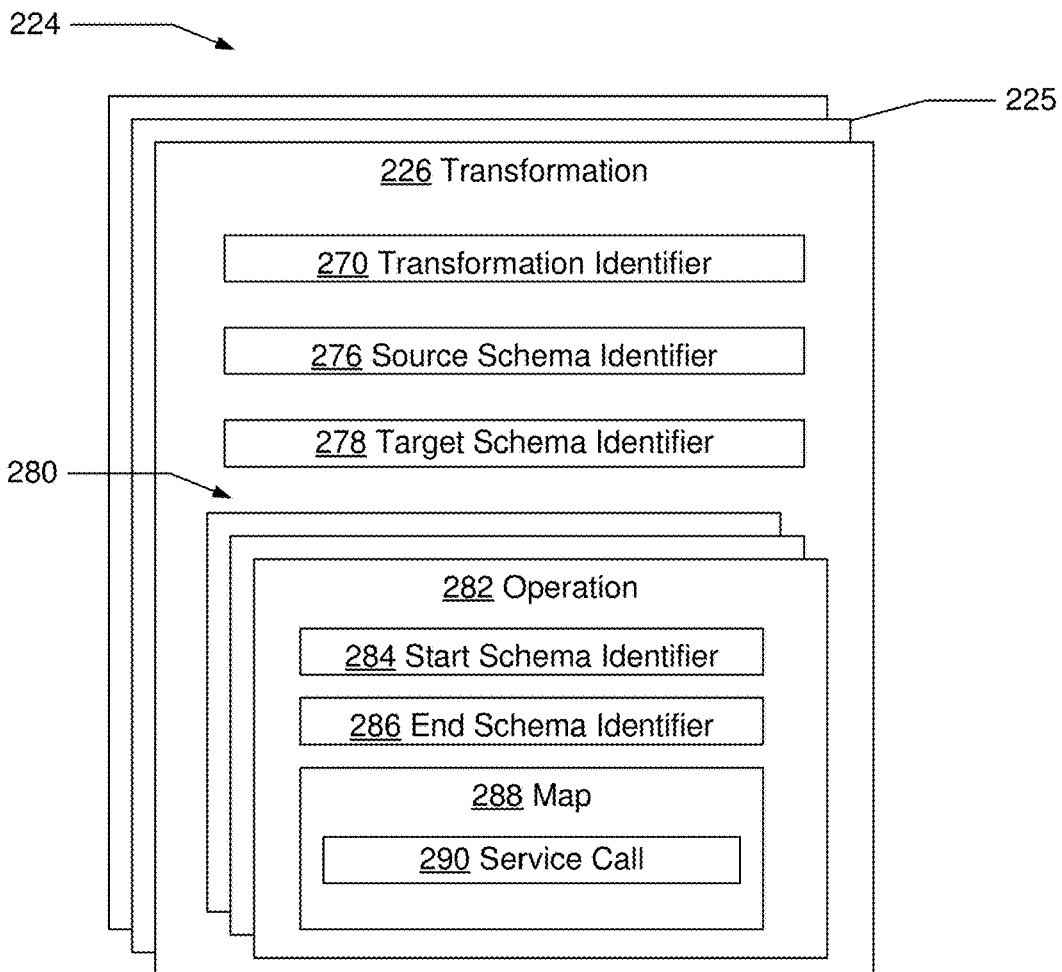 224
225
226 Transformation
270 Transformation Identifier
276 Source Schema Identifier
278 Target Schema Identifier
280
282 Operation
284 Start Schema Identifier
286 End Schema Identifier
288 Map
290 Service Call